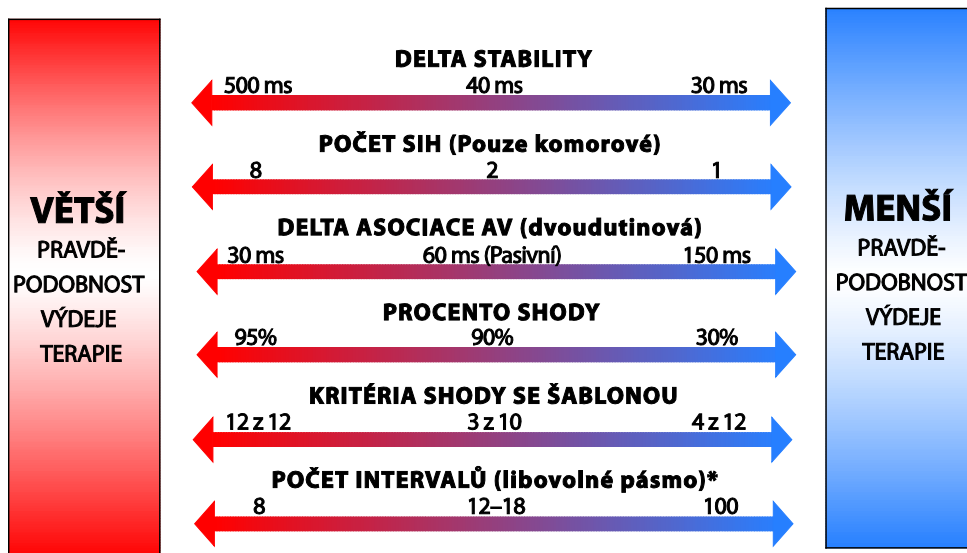 VĚTŠÍ
PRAVDĚ-
PODOBNOST
VÝDEJE
TERAPIE
DELTA STABILITY
500 ms 40 ms 30 ms
POČET SIH (Pouze komorové)
8 2 1
DELTA ASOCIACE AV (dvoudutinová)
30 ms 60 ms (Pasivní) 150 ms
PROCENTO SHODY
95% 90% 30%
KRITÉRIA SHODY SE ŠABLONOU
12 z 12 3 z 10 4 z 12
POČET INTERVALŮ (libovolné pásmo)*
8 12–18 100
MENŠÍ
PRAVDĚ-
PODOBNOST
VÝDEJE
TERAPIE